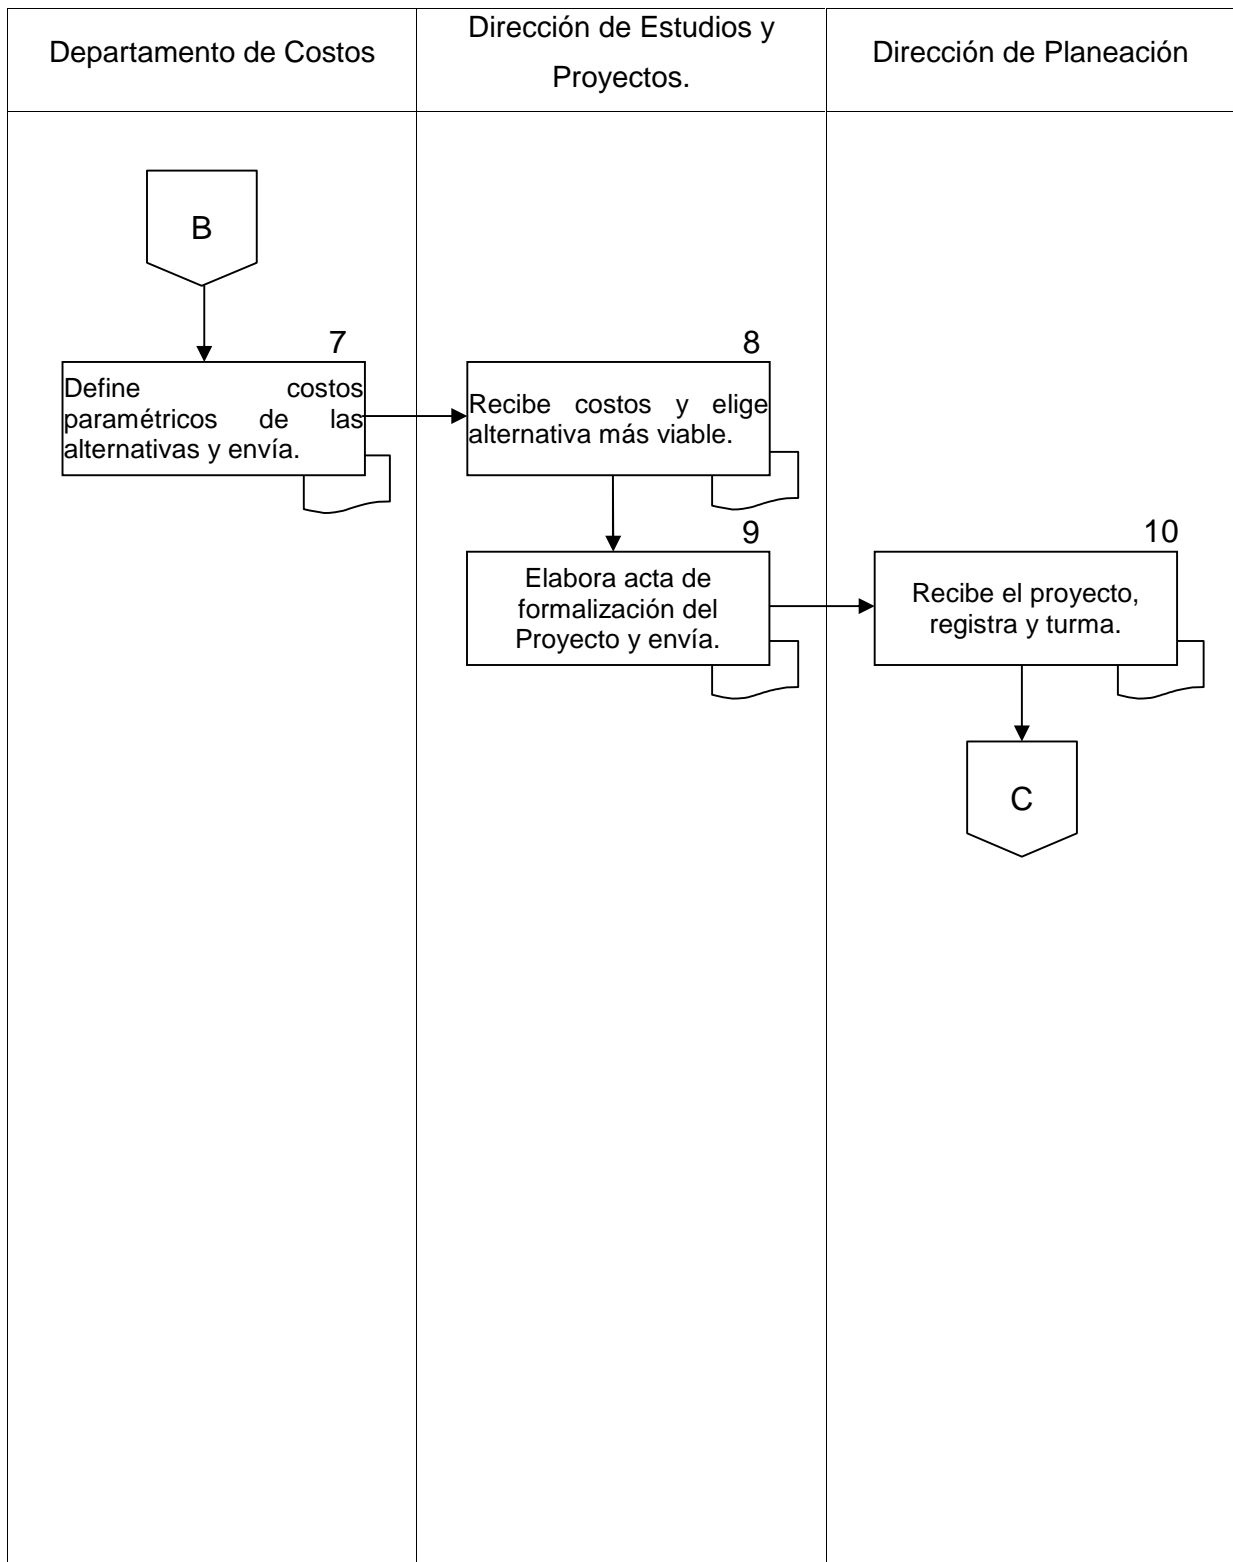 Departamento de Costos
Dirección de Estudios y
Proyectos.
Dirección de Planeación
B
7
Define costos
paramétricos de las
alternativas y envía.
8
Recibe costos y elige
alternativa más viable.
9
Elabora acta de
formalización del
Proyecto y envía.
10
Recibe el proyecto,
registra y turma.
C